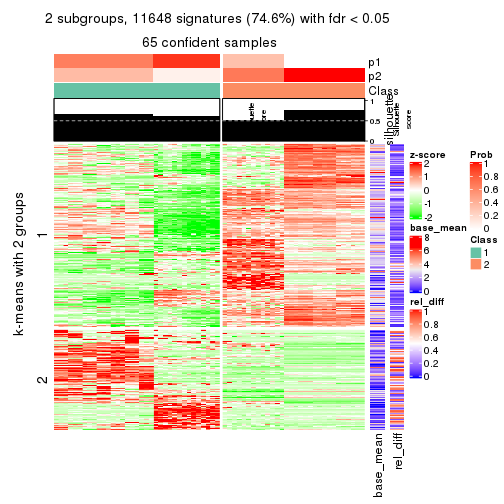 2 subgroups, 11648 signatures (74.6%) with fdr < 0.05
65 confident samples
p1
p2
Class
1
0.5
0
silhouette
Silhouette
score
k-means with 2 groups
1
2
base_mean
rel_diff
z-score
2
1
0
-1
-2
base_mean
8
6
4
2
0
rel_diff
1
0.8
0.6
0.4
0.2
0
Prob
1
0.8
0.6
0.4
0.2
0
Class
1
2